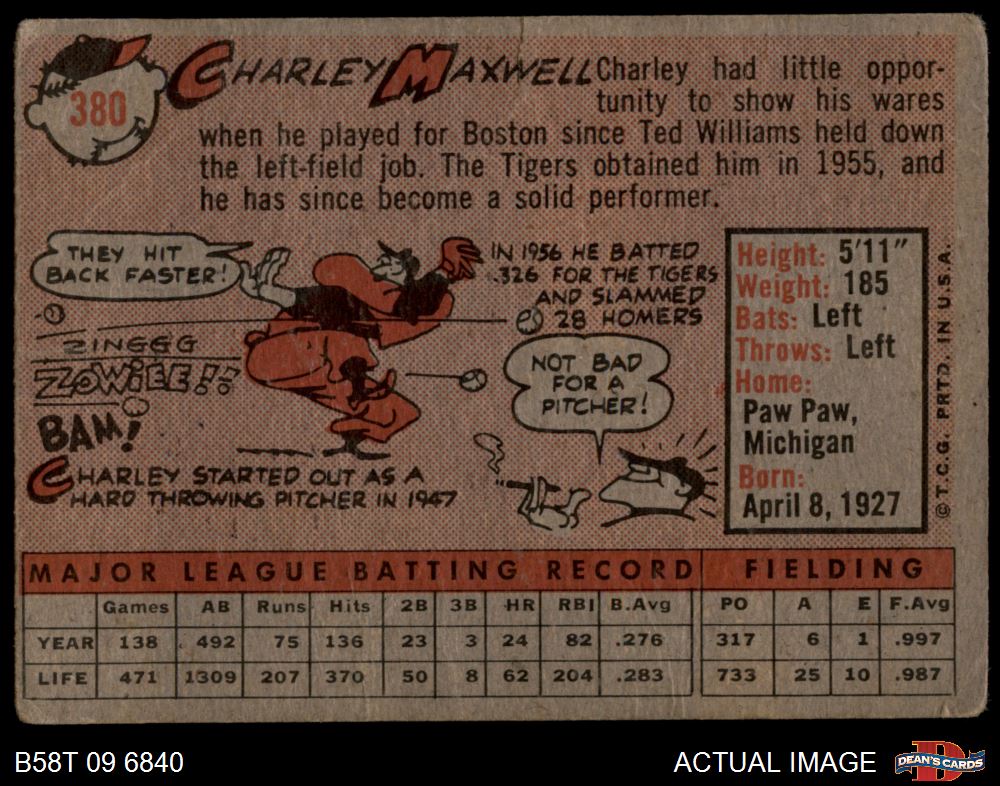 380
CHARLEY MAXWELL
Charley had little oppor-
tunity to show his wares
when he played for Boston since Ted Williams held down
the left-field job. The Tigers obtained him in 1955, and
he has since become a solid performer.
THEY HIT
BACK FASTER!
ZINGGG
ZOWIEE!!
BAM!
CHARLEY STARTED OUT AS A
HARD THROWING PITCHER IN 1947
IN 1956 HE BATTED
.326 FOR THE TIGERS
AND SLAMMED
28 HOMERS
NOT BAD
FOR A
PITCHER!
Height: 5'11"
Weight: 185
Bats: Left
Throws: Left
Home:
Paw Paw,
Michigan
Born:
April 8, 1927
©T.C.G. PRTD. IN U.S.A.
MAJOR LEAGUE BATTING RECORD FIELDING
Games AB Runs Hits 2B 3B HR RBI B.Avg PO A E F.Avg
YEAR 138 492 75 136 23 3 24 82 .276 317 6 1 .997
LIFE 471 1309 207 370 50 8 62 204 .283 733 25 10 .987
B58T 09 6840
ACTUAL IMAGE
D
DEAN'S CARDS